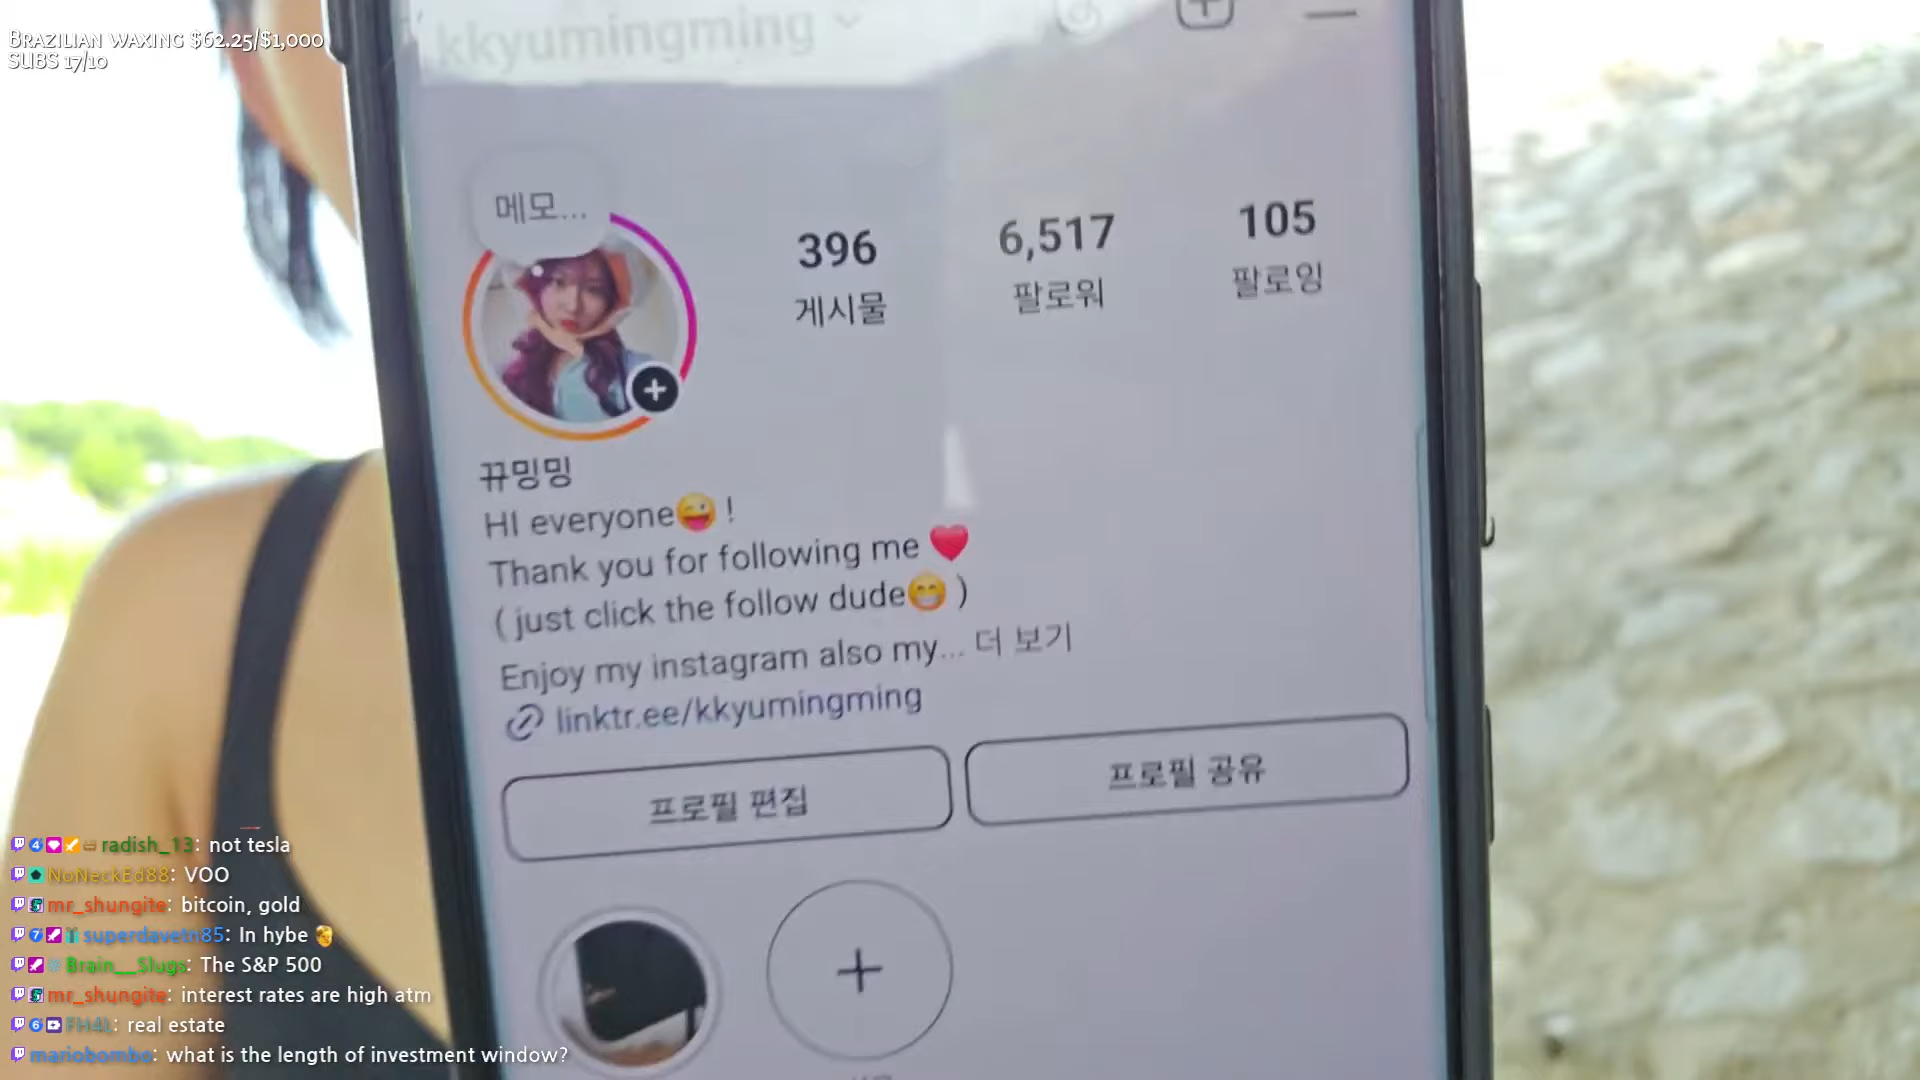 BRAZILIAN WAXING $62.25/$1,000
SUBS 17/10
kkyumingming
메모...
396
게시물
6,517
팔로워
105
팔로잉
뀨밍밍
HI everyone😜 !
Thank you for following me ❤️
( just click the follow dude😁 )
Enjoy my instagram also my... 더 보기
linktr.ee/kkyumingming
프로필 편집
프로필 공유
radish_13: not tesla
NoNeckEd88: VOO
mr_shungite: bitcoin, gold
superdavetn85: In hybe
Brain__Slugs: The S&P 500
mr_shungite: interest rates are high atm
FH4L: real estate
mariobombo: what is the length of investment window?